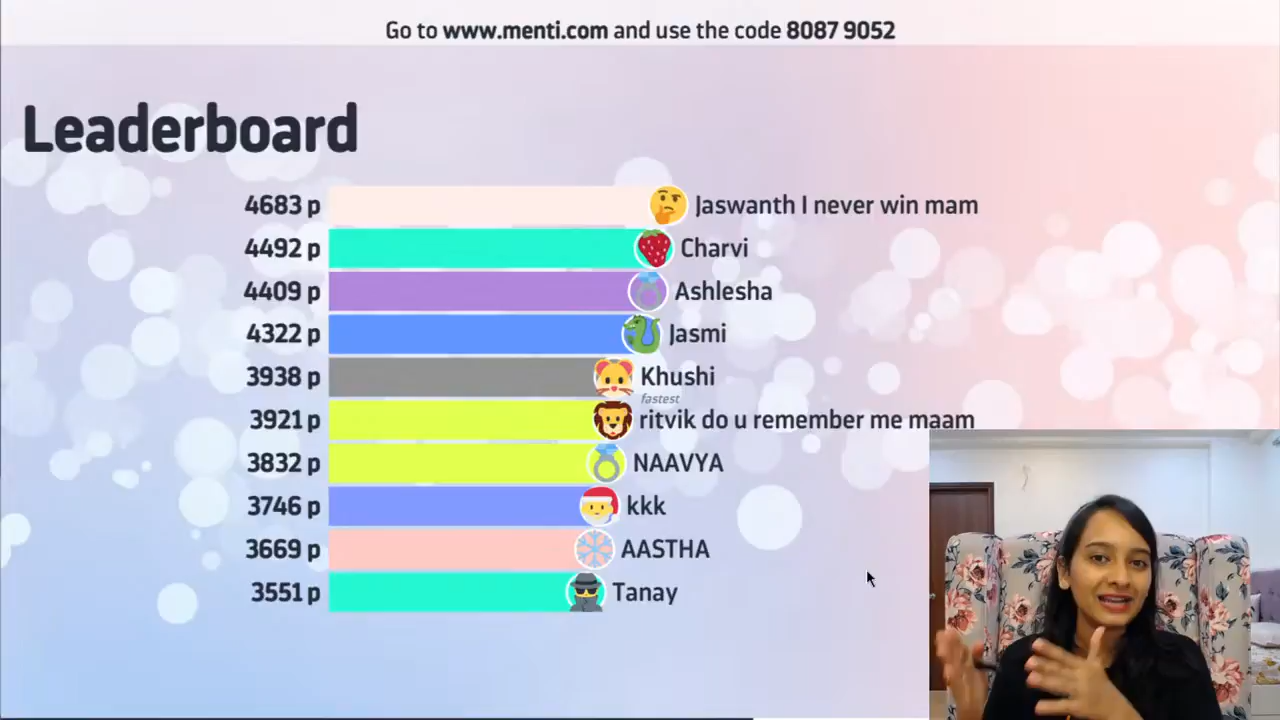 Go to www.menti.com and use the code 8087 9052
Leaderboard
4683 p Jaswanth I never win mam
4492 p Charvi
4409 p Ashlesha
4322 p Jasmi
3938 p Khushi
fastest
3921 p ritvik do u remember me maam
3832 p NAAVYA
3746 p kkk
3669 p AASTHA
3551 p Tanay